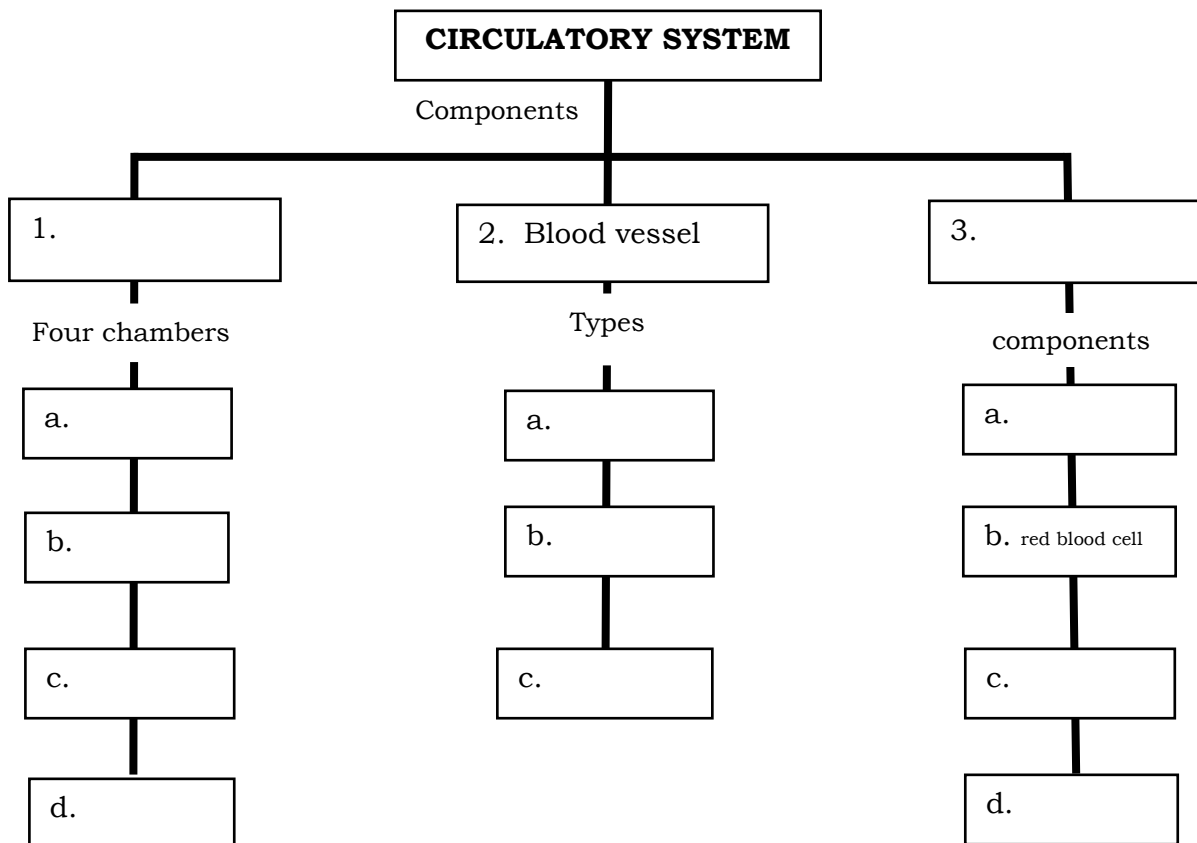 CIRCULATORY SYSTEM
Components
1.
2. Blood vessel
3.
Four chambers
Types
components
a.
a.
a.
b.
b.
b. red blood cell
c.
c.
c.
d.
d.